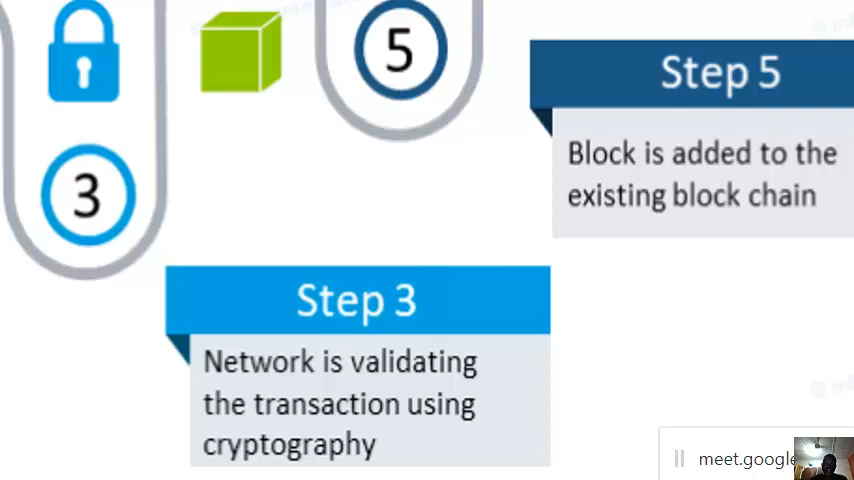 5
3
Step 5
Block is added to the
existing block chain
Step 3
Network is validating
the transaction using
cryptography
meet.google